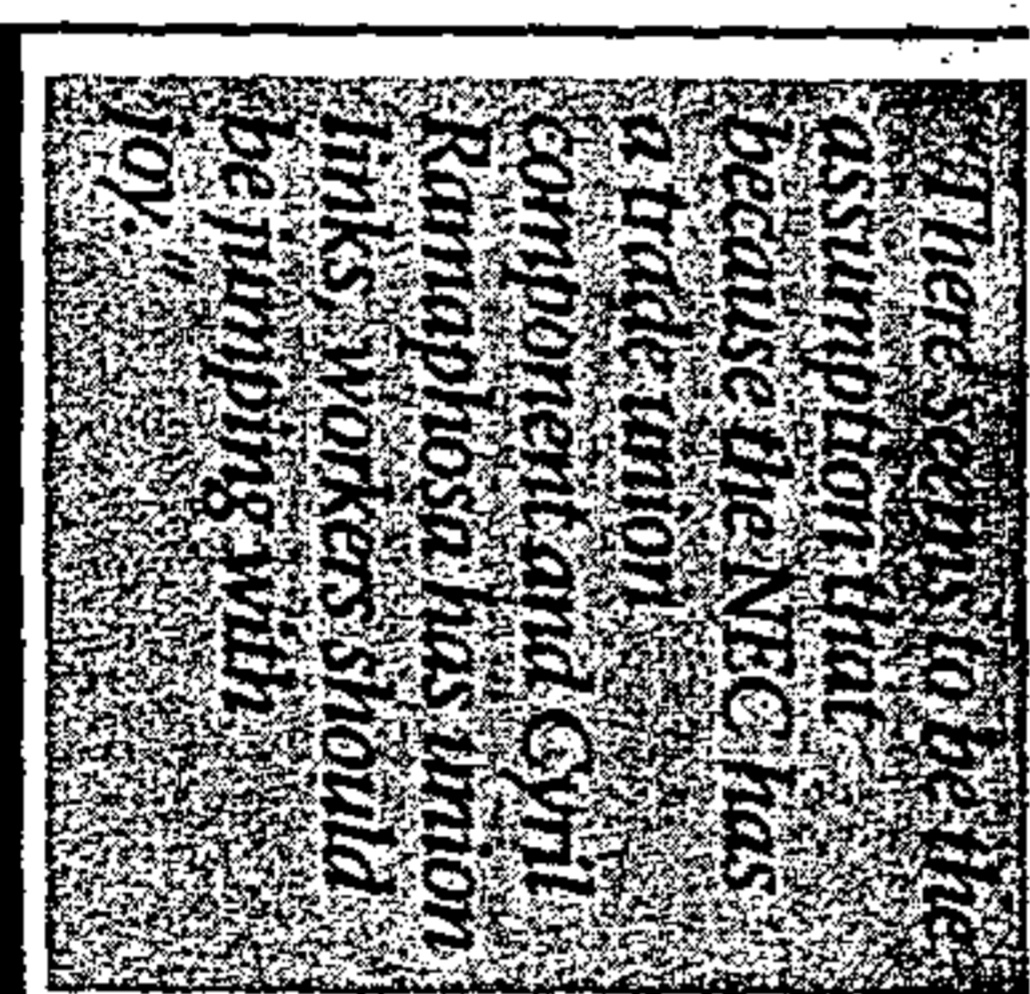 "There seems to be the
assumption that
because the NEC has
a trade union
component and Cyril
Ramaphosa has union
links, workers should
be jumping with
joy."